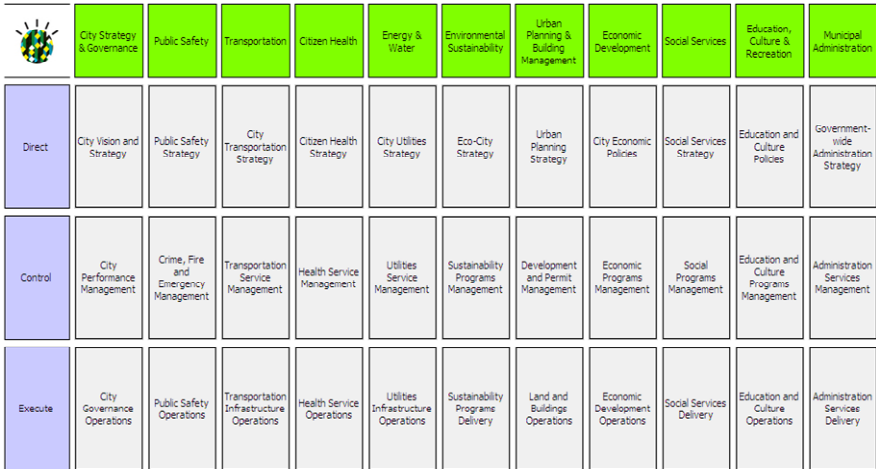 City Strategy
& Governance
Public Safety
Transportation
Citizen Health
Energy &
Water
Environmental
Sustainability
Urban
Planning &
Building
Management
Economic
Development
Social Services
Education,
Culture &
Recreation
Municipal
Administration
Direct
City Vision and
Strategy
Public Safety
Strategy
City
Transportation
Strategy
Citizen Health
Strategy
City Utilities
Strategy
Eco-City
Strategy
Urban
Planning
Strategy
City Economic
Policies
Social Services
Strategy
Education and
Culture
Policies
Government-
wide
Administration
Strategy
Control
City
Performance
Management
Crime, Fire
and
Emergency
Management
Transportation
Service
Management
Health Service
Management
Utilities
Service
Management
Sustainability
Programs
Management
Development
and Permit
Management
Economic
Programs
Management
Social
Programs
Management
Education and
Culture
Programs
Management
Administration
Services
Management
Execute
City
Governance
Operations
Public Safety
Operations
Transportation
Infrastructure
Operations
Health Service
Operations
Utilities
Infrastructure
Operations
Sustainability
Programs
Delivery
Land and
Buildings
Operations
Economic
Development
Operations
Social Services
Delivery
Education and
Culture
Operations
Administration
Services
Delivery